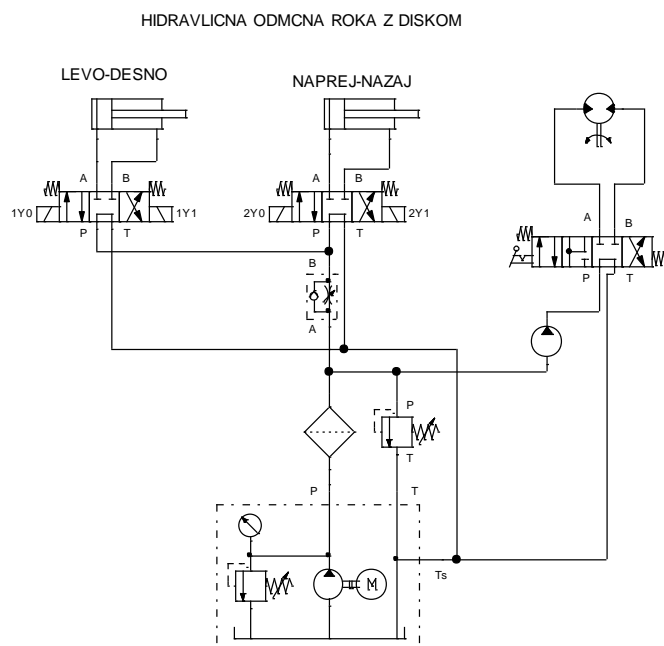 HIDRAVLICNA ODMCNA ROKA Z DISKOM
LEVO-DESNO
NAPREJ-NAZAJ
A B
A B
1Y0 1Y1
2Y0 2Y1
P T
P T
A B
P T
B
A
P
T
P T
Ts
M